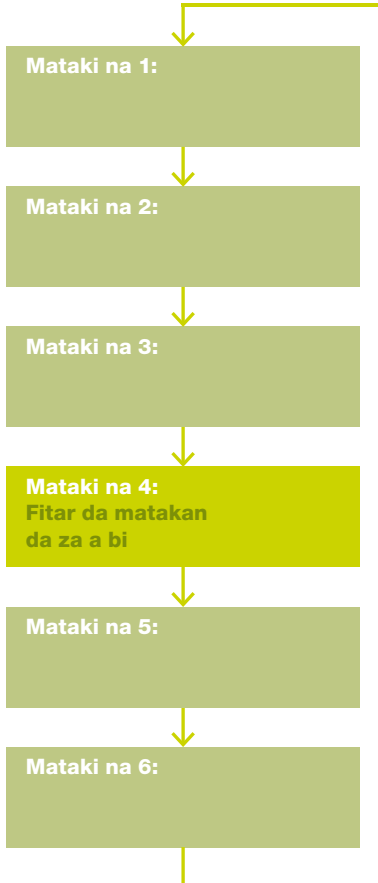 Mataki na 1:
Mataki na 2:
Mataki na 3:
Mataki na 4:
Fitar da matakan
da za a bi
Mataki na 5:
Mataki na 6: